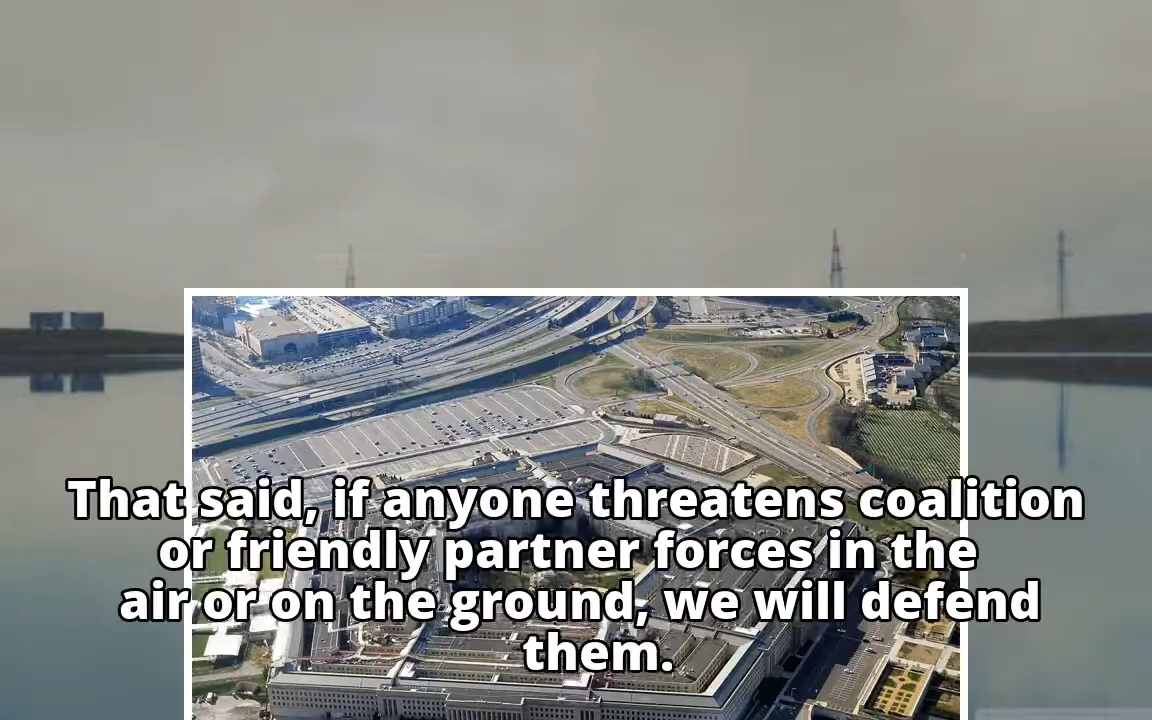 That said, if anyone threatens coalition
or friendly partner forces in the
air or on the ground, we will defend
them.